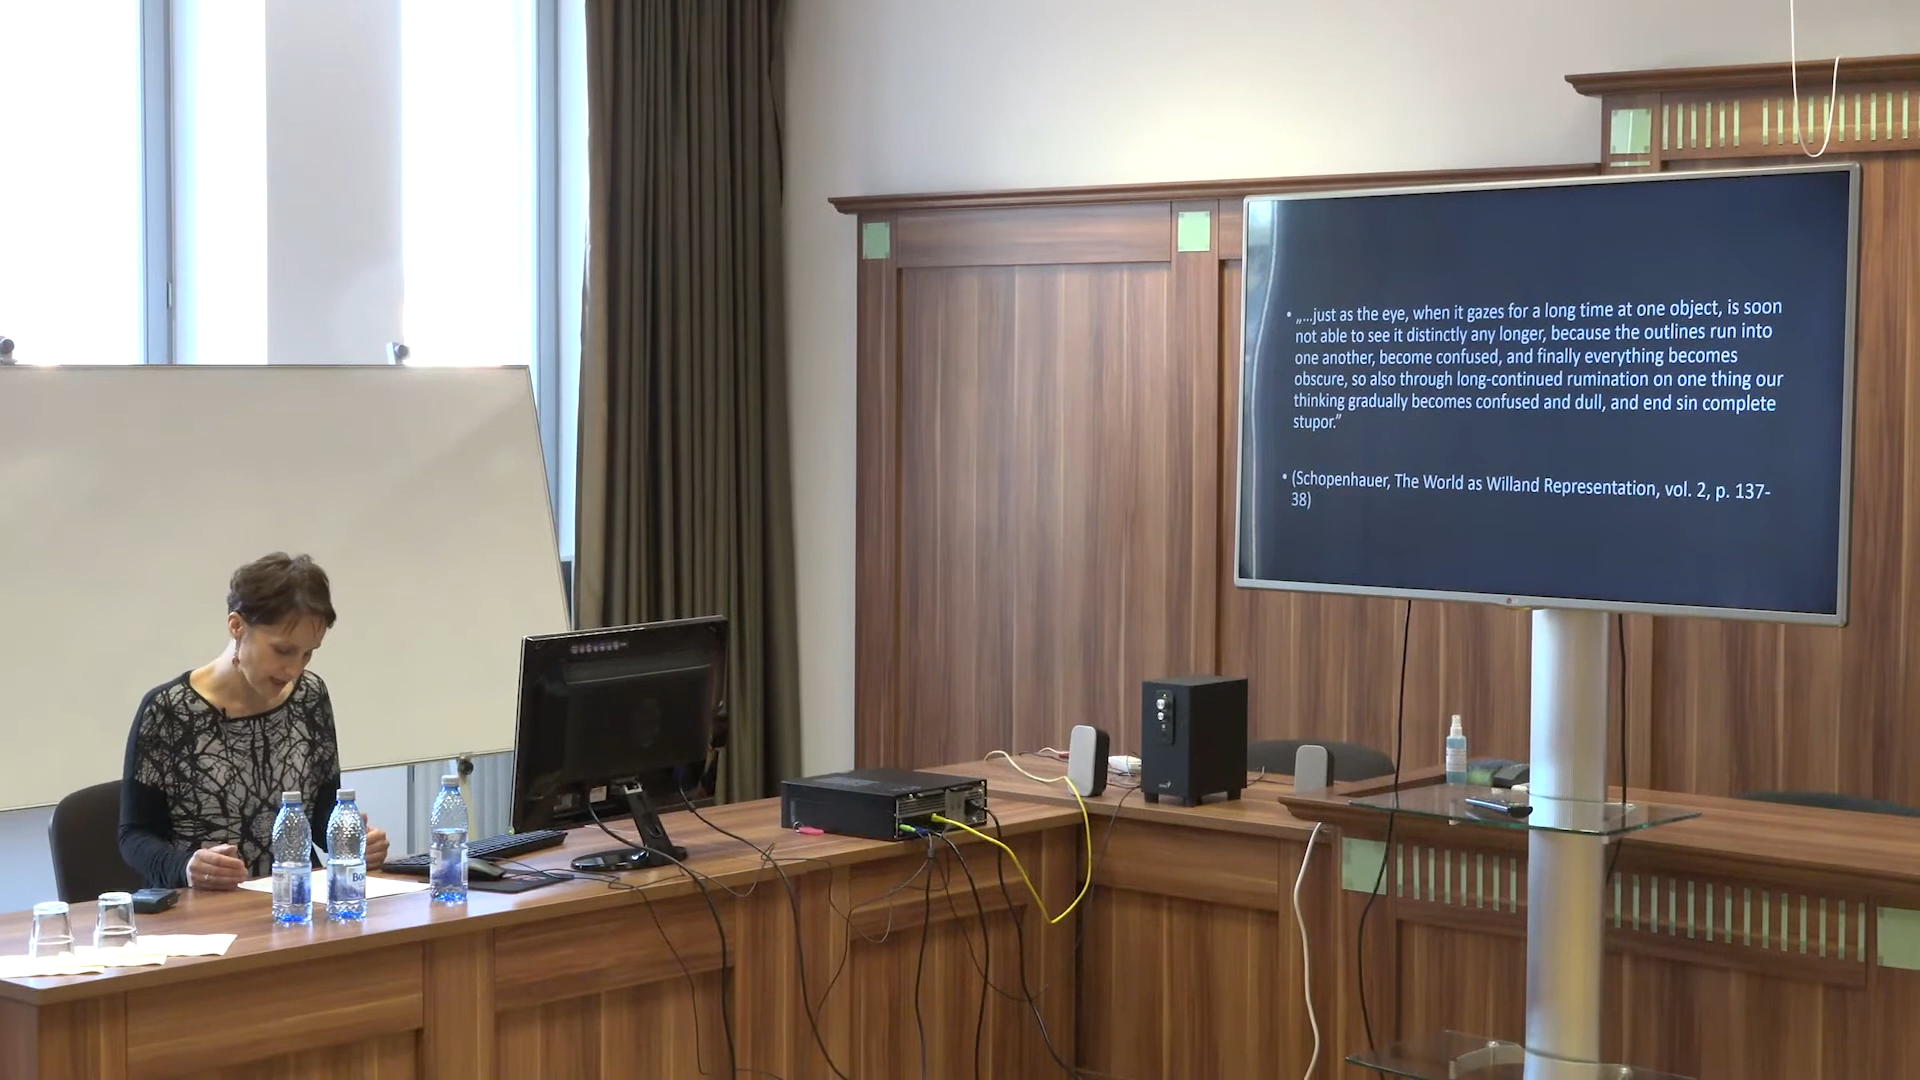 • „...just as the eye, when it gazes for a long time at one object, is soon
not able to see it distinctly any longer, because the outlines run into
one another, become confused, and finally everything becomes
obscure, so also through long-continued rumination on one thing our
thinking gradually becomes confused and dull, and end sin complete
stupor.”
• (Schopenhauer, The World as Willand Representation, vol. 2, p. 137-
38)
LG